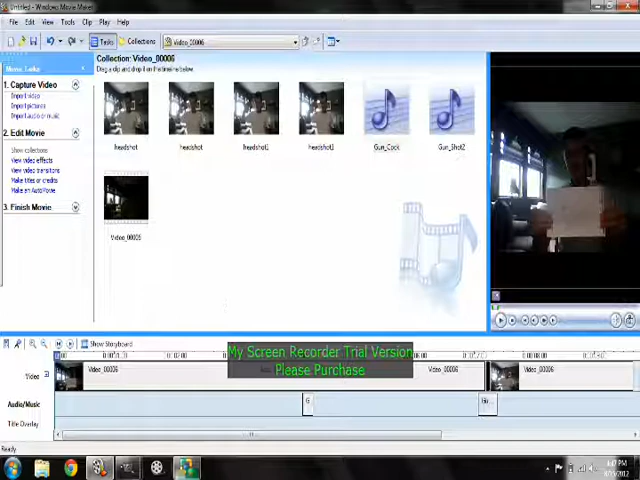 Untitled - Windows Movie Maker
File Edit View Tools Clip Play Help
Tasks Collections Video_00006
Movie Tasks
Collection: Video_00006
Drag a clip and drop it on the timeline below.
1. Capture Video
Import video
Import pictures
Import audio or music
2. Edit Movie
Show collections
View video effects
View video transitions
Make titles or credits
Make an AutoMovie
3. Finish Movie
headshot headshot headshot1 headshot1 Gun_Cock Gun_Shot2
Video_00006
Show Storyboard
My Screen Recorder Trial Version
Please Purchase
Video
Video_00006 Video_00006 Video_00006
Audio/Music
G
Title Overlay